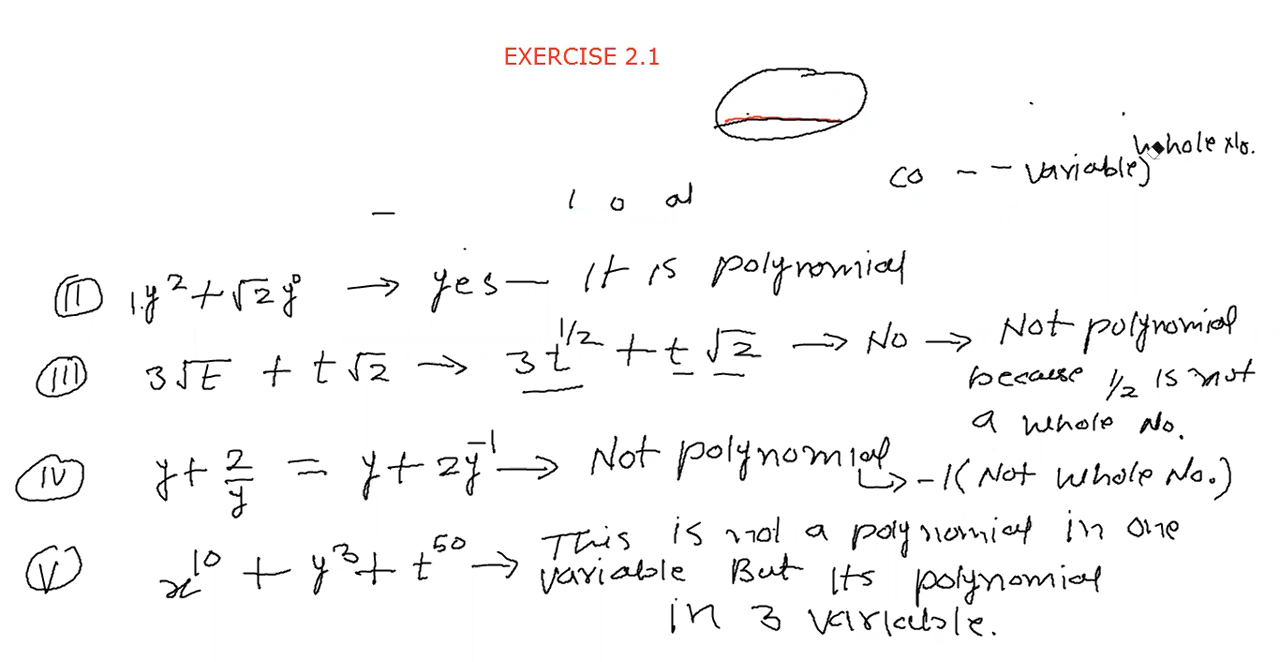 EXERCISE 2.1
whole No.
co - - variable)
1 0 al
(II) 1.y² + √2y⁰ → yes — It is polynomial
(III) 3√t + t√2 → 3t^1/2 + t√2 → No → Not polynomial
because 1/2 is not
a whole No.
(IV) y + 2/y = y + 2y⁻¹ → Not polynomial
↳ -1 (Not whole No.)
(V) x¹⁰ + y³ + t⁵⁰ → This is not a polynomial in one
variable But its polynomial
in 3 variable.